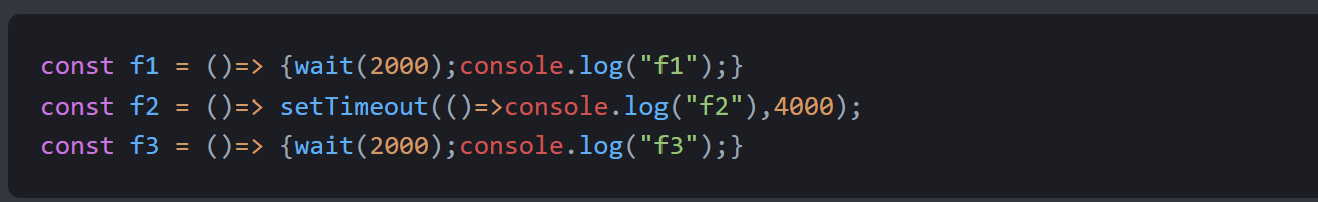 const f1 = ()=> {wait(2000);console.log("f1");}
const f2 = ()=> setTimeout(()=>console.log("f2"),4000);
const f3 = ()=> {wait(2000);console.log("f3");}